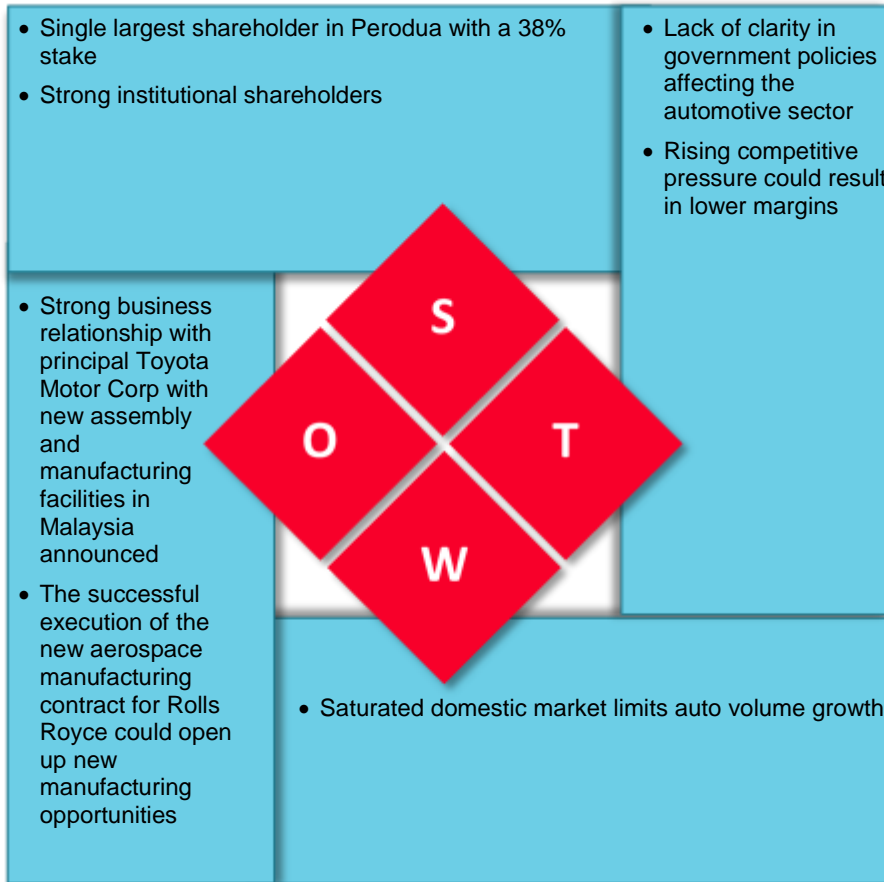 • Single largest shareholder in Perodua with a 38%
stake
• Strong institutional shareholders
• Lack of clarity in
government policies
affecting the
automotive sector
• Rising competitive
pressure could result
in lower margins
• Strong business
relationship with
principal Toyota
Motor Corp with
new assembly
and
manufacturing
facilities in
Malaysia
announced
• The successful
execution of the
new aerospace
manufacturing
contract for Rolls
Royce could open
up new
manufacturing
opportunities
S
O
T
W
• Saturated domestic market limits auto volume growth